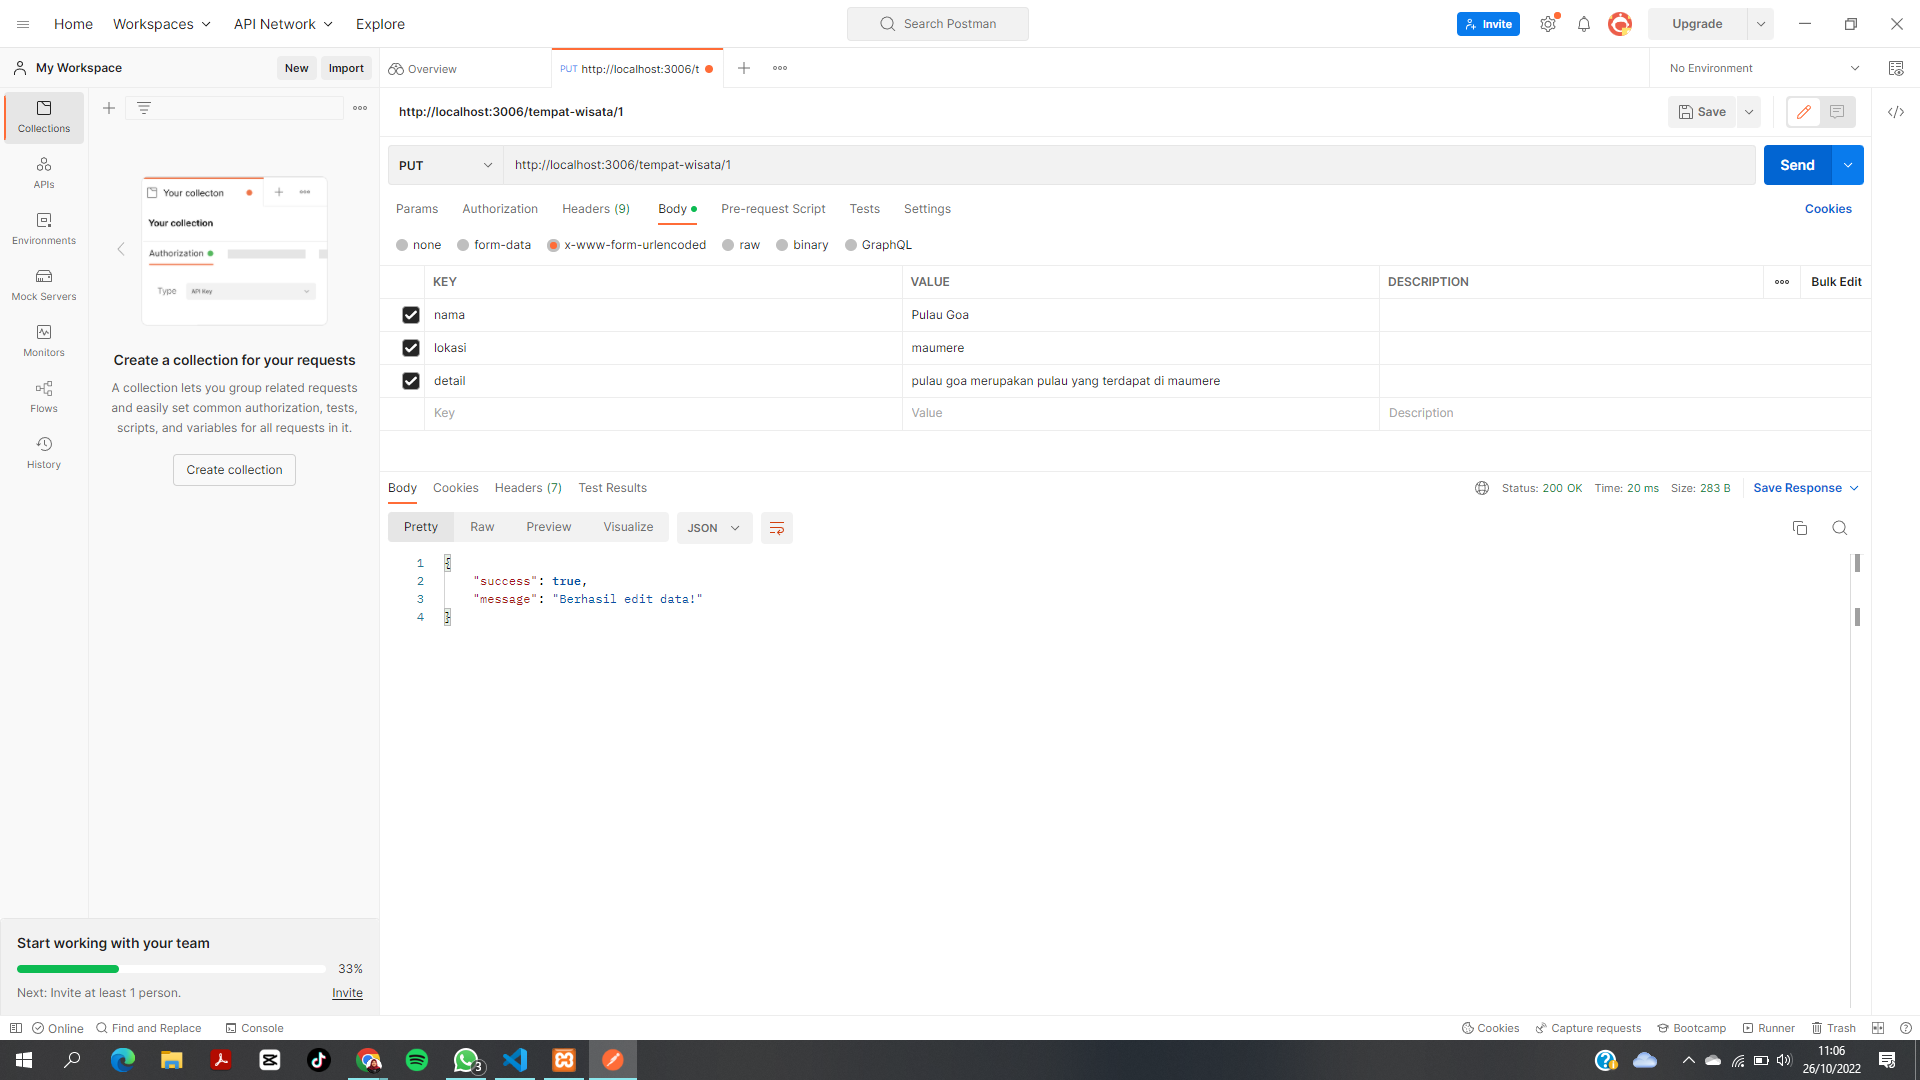 Home
Workspaces
API Network
Explore
Search Postman
Invite
Upgrade
My Workspace
New
Import
Overview
PUT http://localhost:3006/t
No Environment
Collections
APIs
Environments
Mock Servers
Monitors
Flows
History
Your collecton
Your collection
Authorization
Type
API Key
Create a collection for your requests
A collection lets you group related requests
and easily set common authorization, tests,
scripts, and variables for all requests in it.
Create collection
http://localhost:3006/tempat-wisata/1
Save
PUT
http://localhost:3006/tempat-wisata/1
Send
Params
Authorization
Headers (9)
Body
Pre-request Script
Tests
Settings
Cookies
none
form-data
x-www-form-urlencoded
raw
binary
GraphQL
KEY
VALUE
DESCRIPTION
Bulk Edit
nama
Pulau Goa
lokasi
maumere
detail
pulau goa merupakan pulau yang terdapat di maumere
Key
Value
Description
Body
Cookies
Headers (7)
Test Results
Status: 200 OK
Time: 20 ms
Size: 283 B
Save Response
Pretty
Raw
Preview
Visualize
JSON
1 {
2 "success": true,
3 "message": "Berhasil edit data!"
4 }
Start working with your team
33%
Next: Invite at least 1 person.
Invite
Online
Find and Replace
Console
Cookies
Capture requests
Bootcamp
Runner
Trash
3
11:06
26/10/2022